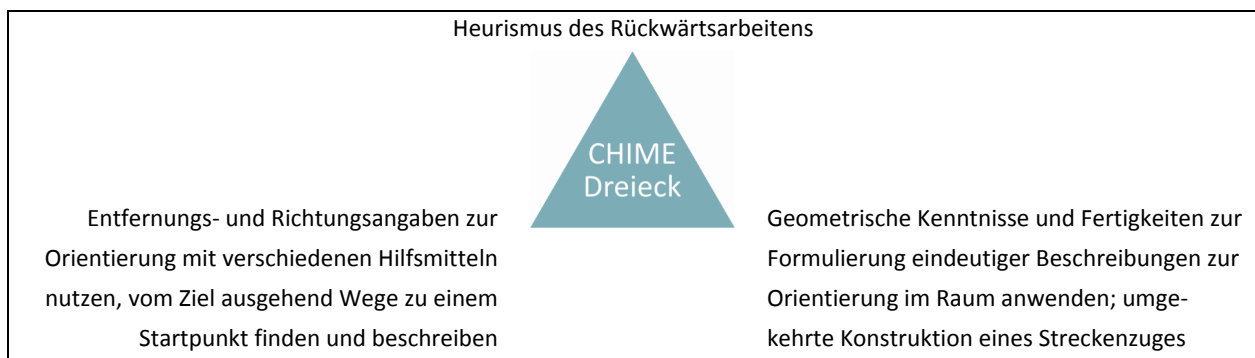 Heurismus des Rückwärtsarbeitens
CHIME
Dreieck
Entfernungs- und Richtungsangaben zur
Orientierung mit verschiedenen Hilfsmitteln
nutzen, vom Ziel ausgehend Wege zu einem
Startpunkt finden und beschreiben
Geometrische Kenntnisse und Fertigkeiten zur
Formulierung eindeutiger Beschreibungen zur
Orientierung im Raum anwenden; umge-
kehrte Konstruktion eines Streckenzuges